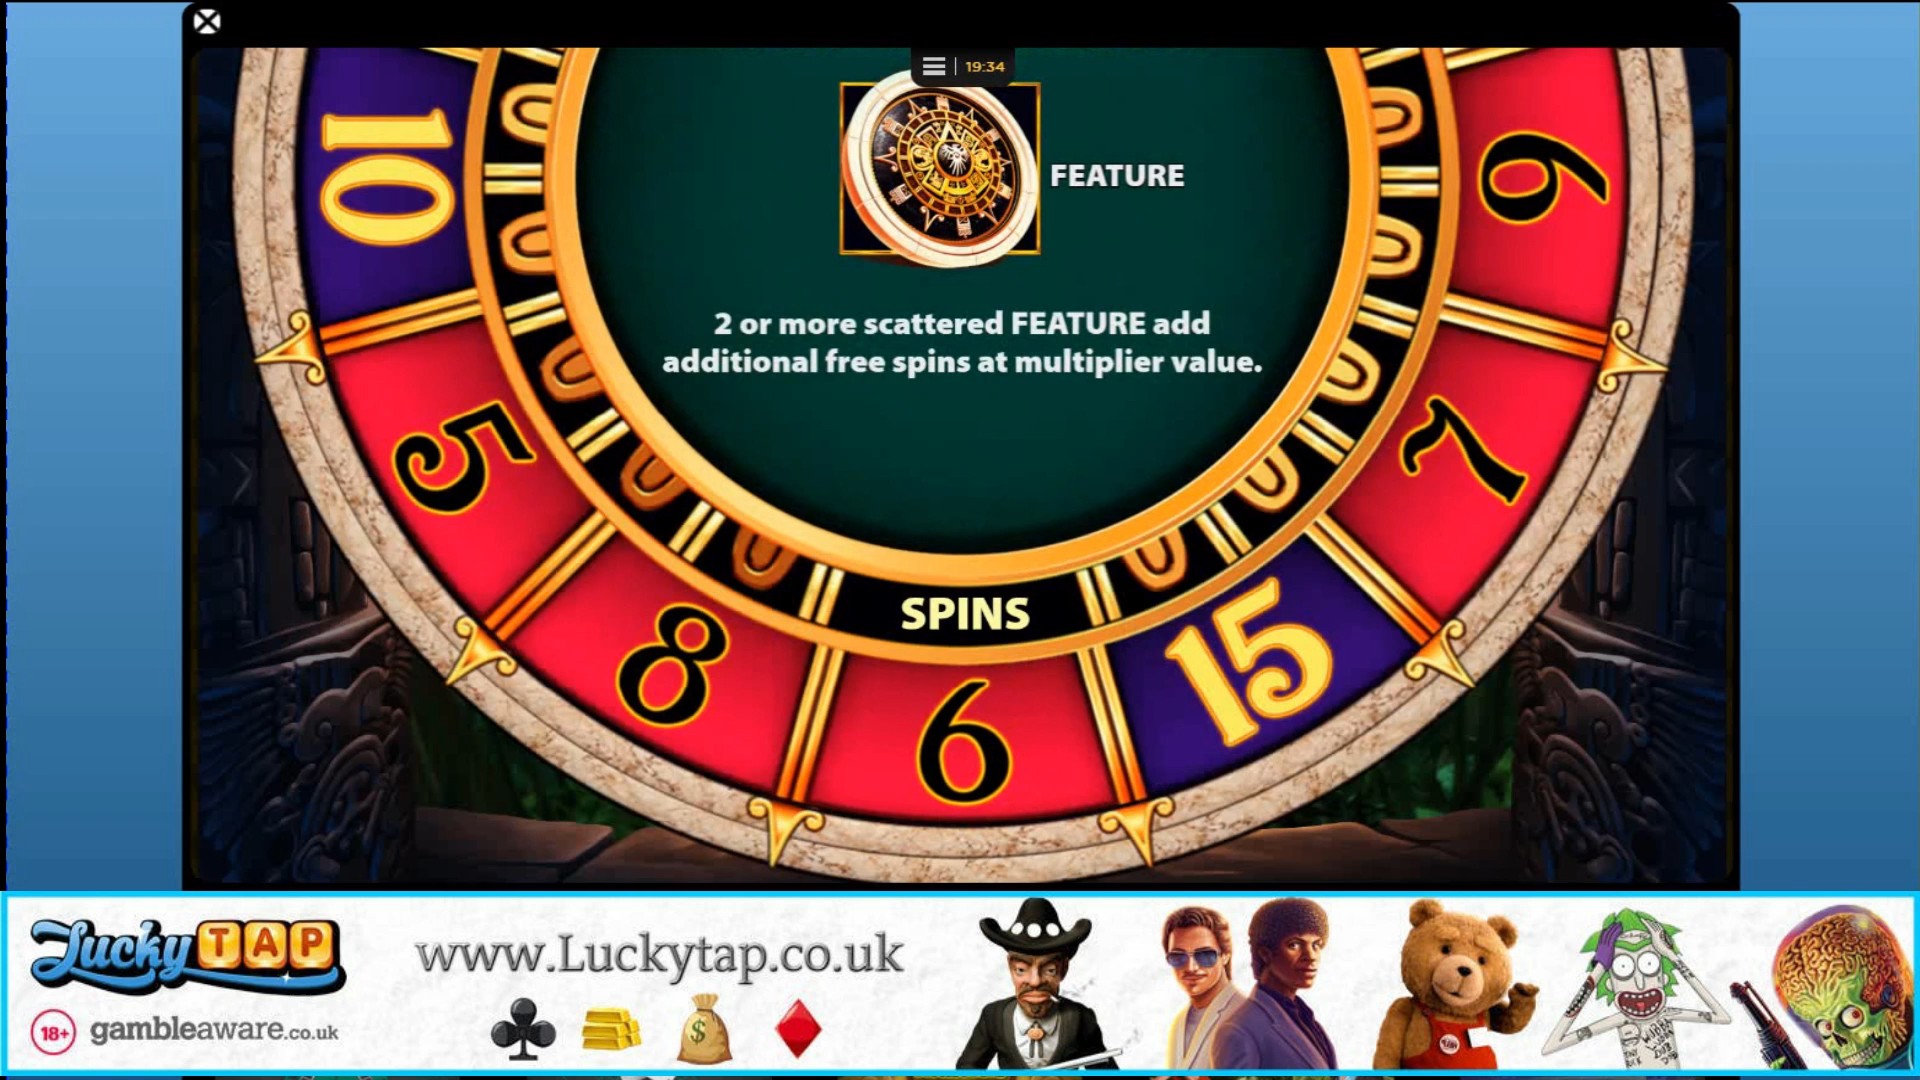 19:34
FEATURE
2 or more scattered FEATURE add
additional free spins at multiplier value.
10
5
8
6
15
7
6
SPINS
Lucky TAP
www.Luckytap.co.uk
18+ gambleaware.co.uk
$